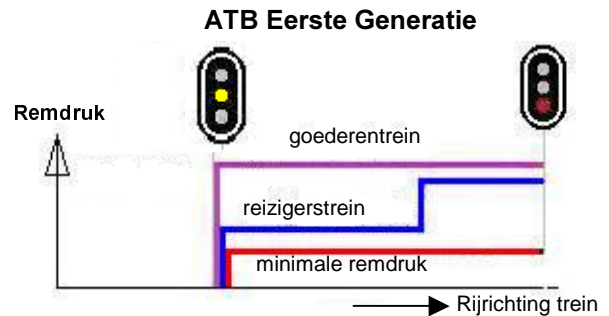 ATB Eerste Generatie
Remdruk
goederentrein
reizigerstrein
minimale remdruk
Rijrichting trein